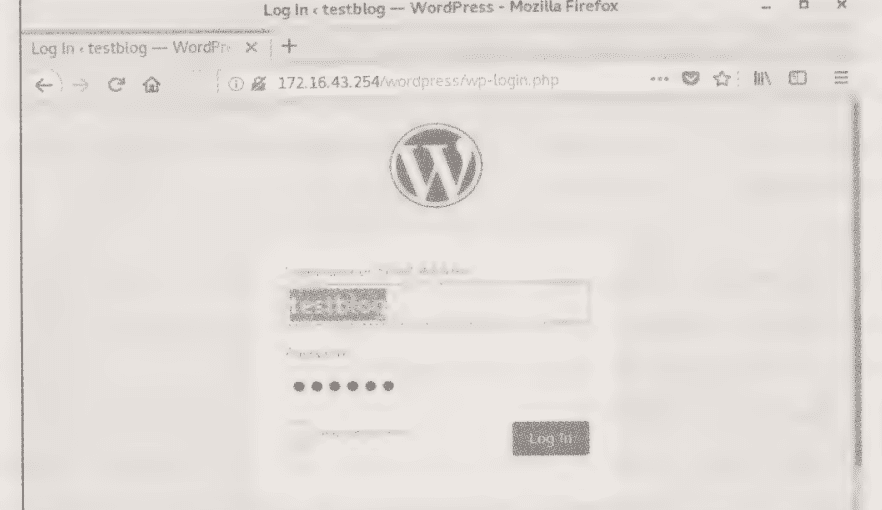 Log In ‹ testblog — WordPress - Mozilla Firefox
Log In ‹ testblog — WordPr
172.16.43.254/wordpress/wp-login.php
testblog
Log In